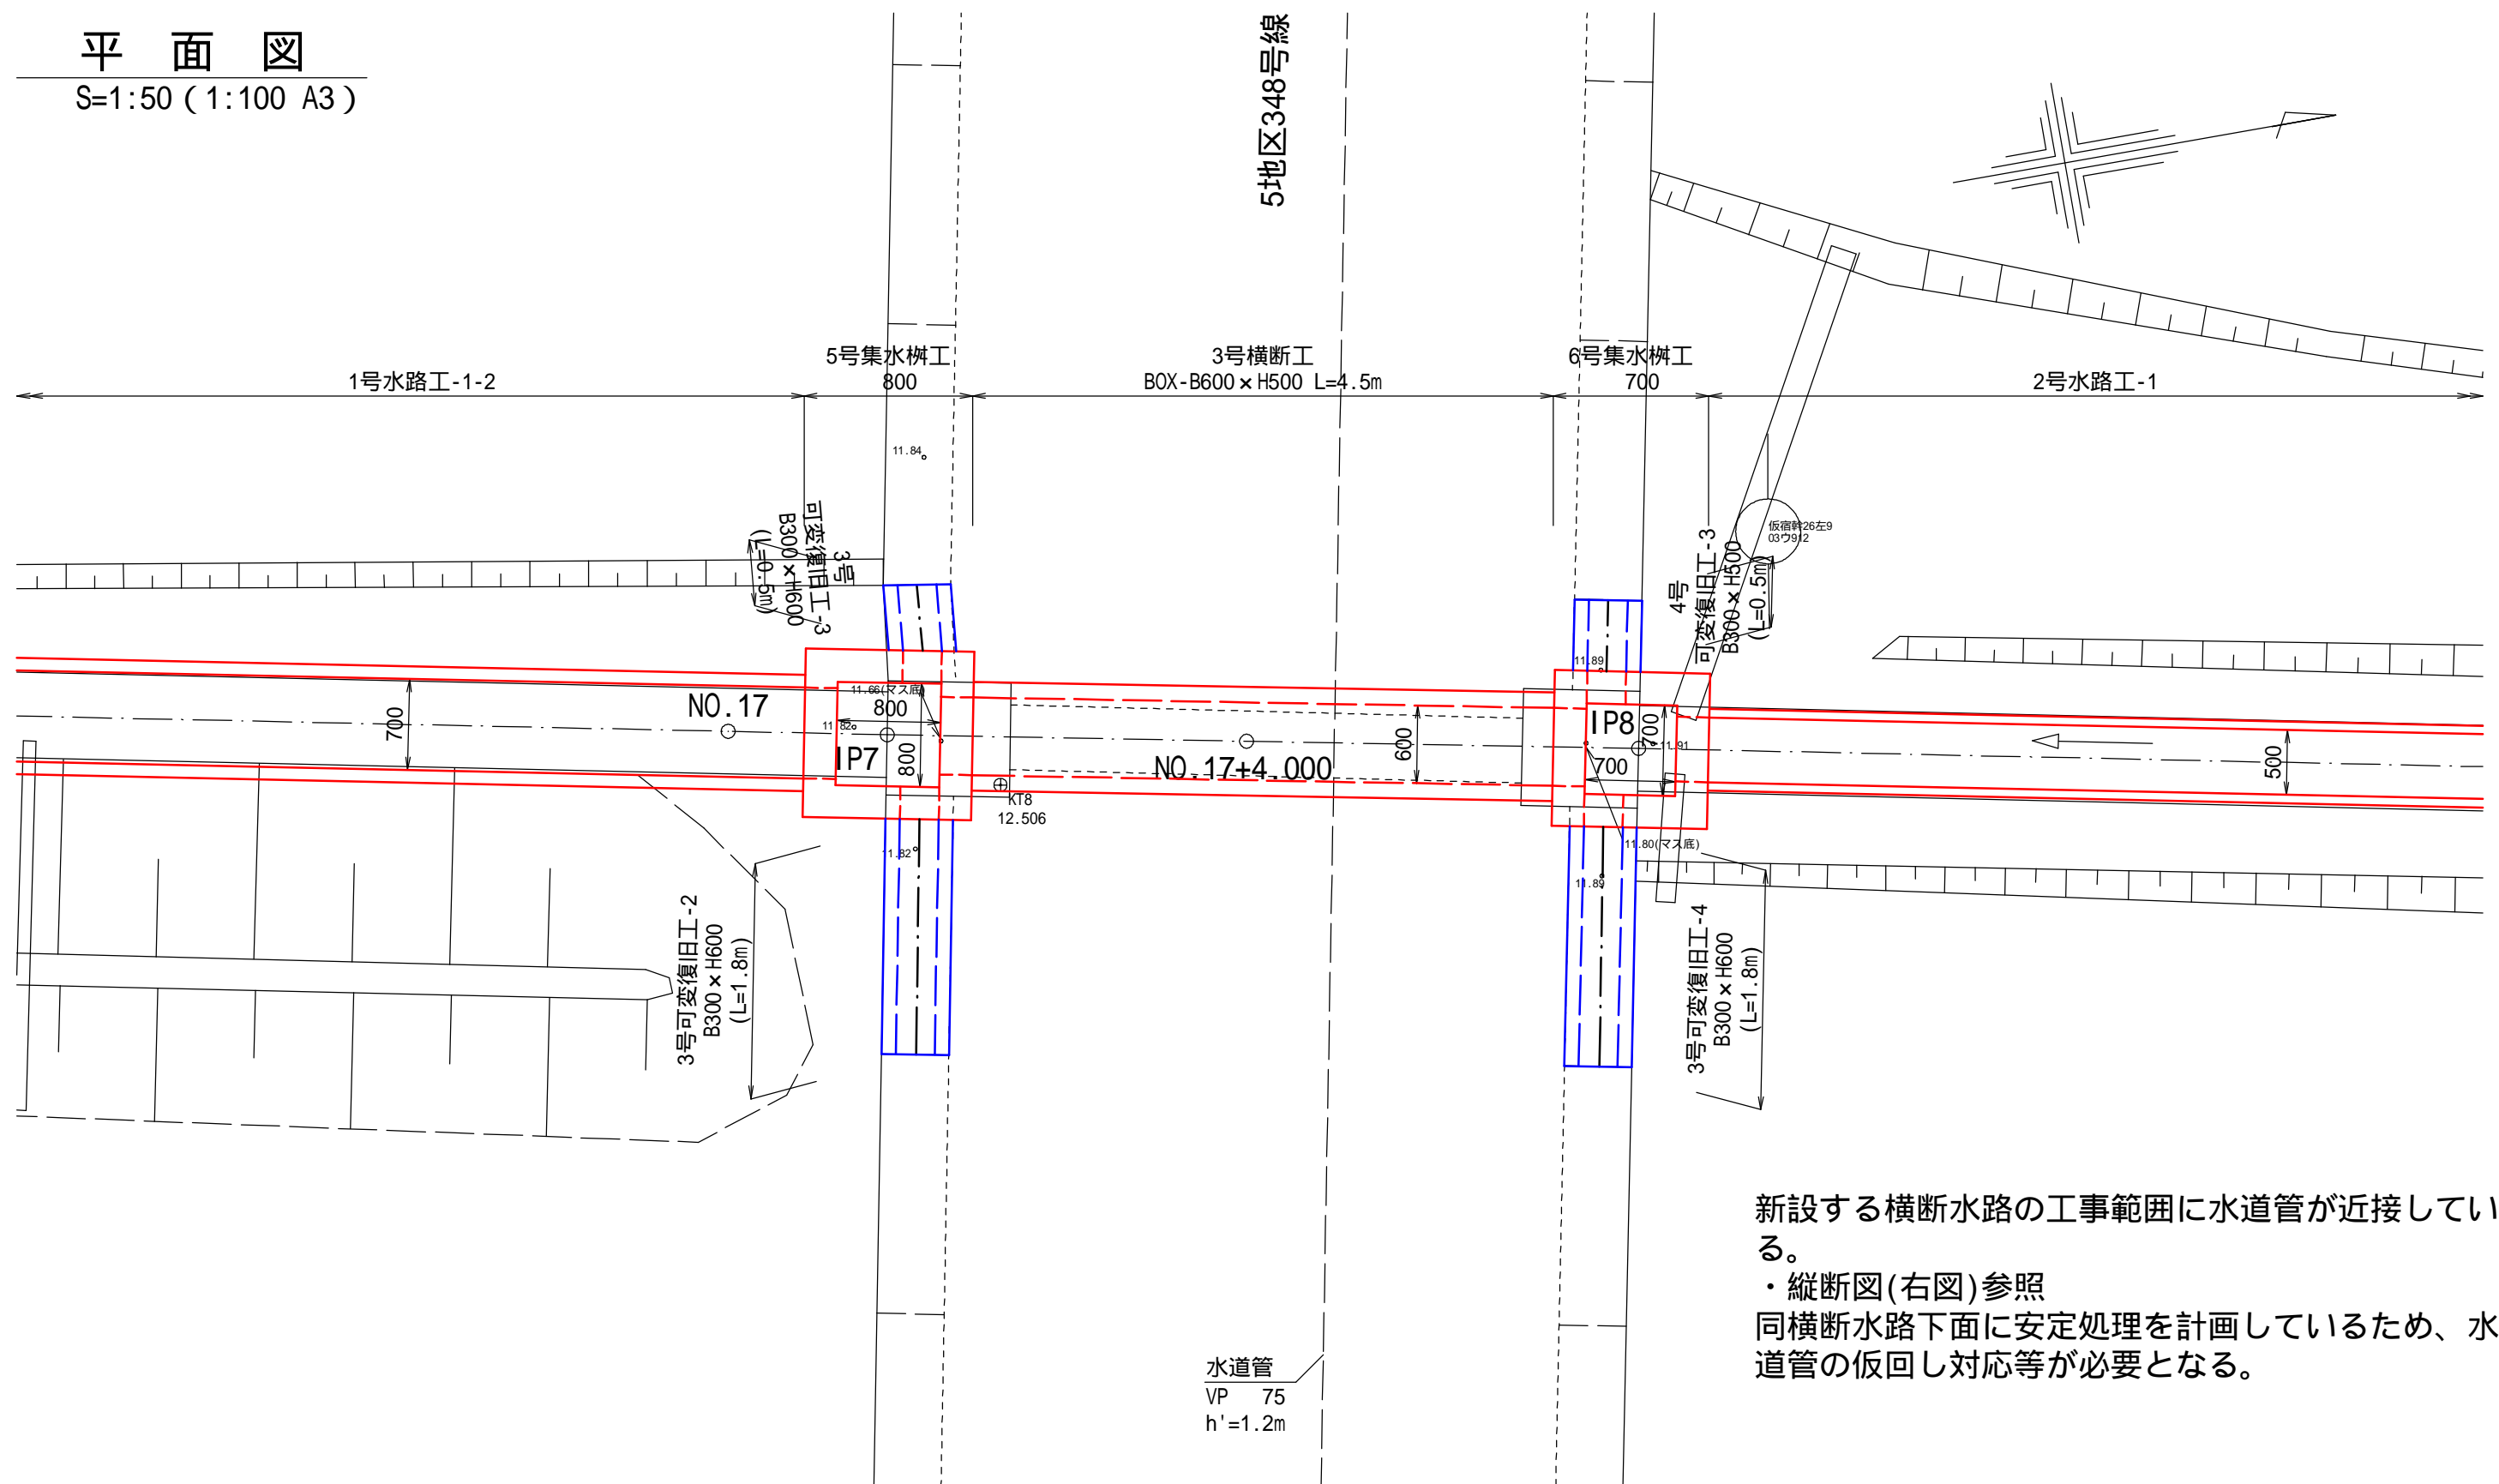 平 面 図
S=1:50(1:100 A3)
5地区348号線
5号集水桝工
800
3号横断工
BOX-B600×H500 L=4.5m
6号集水桝工
700
1号水路工-1-2
2号水路工-1
11.84
3号
可変復旧工-3
B300×H600
(L=0.5m)
4号
可変復旧工-3
B300×H500
(L=0.5m)
仮宿幹26左9
03ウ912
11.89
11.66(マス底)
NO.17
700
11.82
800
800
IP7
NO.17+4.000
600
IP8
700
700
11.91
500
KT8
12.506
11.82
11.80(マス底)
11.89
3号可変復旧工-2
B300×H600
(L=1.8m)
3号可変復旧工-4
B300×H600
(L=1.8m)
新設する横断水路の工事範囲に水道管が近接してい
る。
・縦断図(右図)参照
同横断水路下面に安定処理を計画しているため、水
道管の仮回し対応等が必要となる。
水道管
VP 75
h'=1.2m